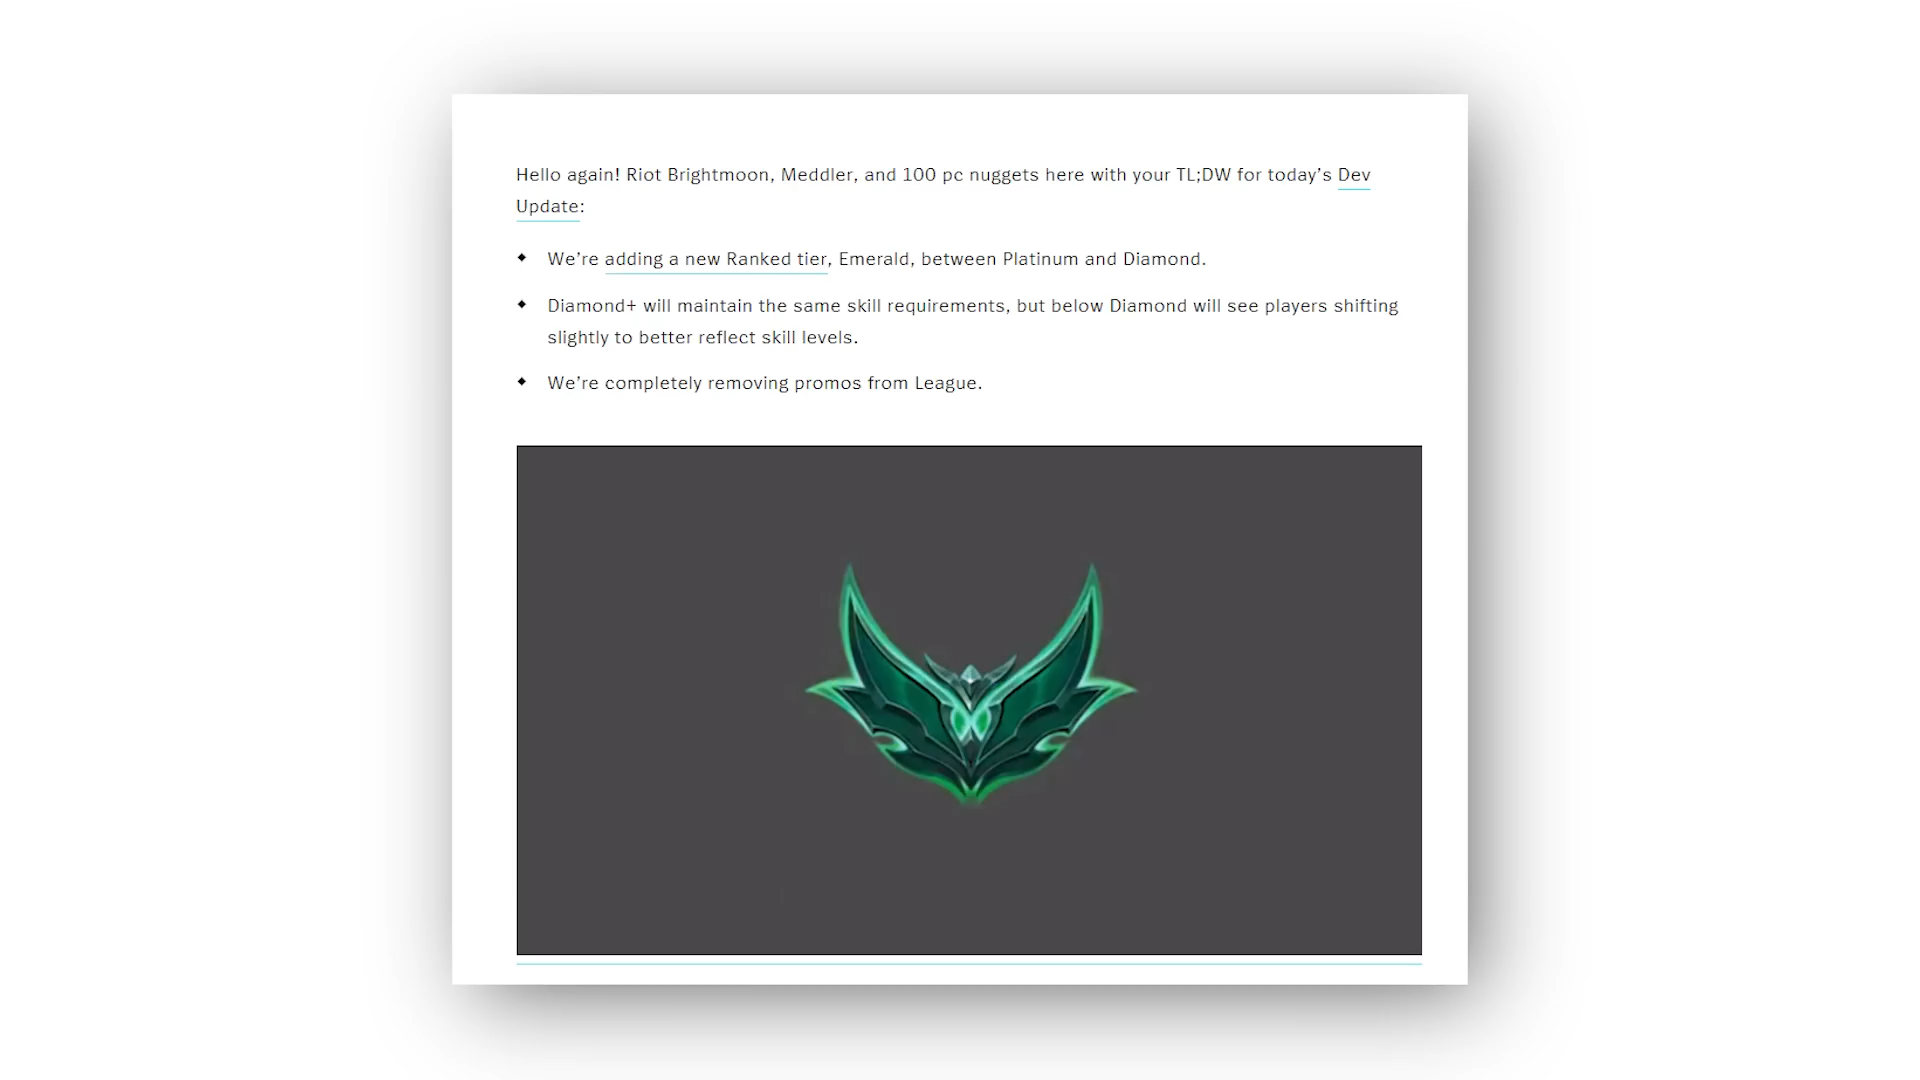 Hello again! Riot Brightmoon, Meddler, and 100 pc nuggets here with your TL;DW for today’s Dev
Update:
We’re adding a new Ranked tier, Emerald, between Platinum and Diamond.
Diamond+ will maintain the same skill requirements, but below Diamond will see players shifting
slightly to better reflect skill levels.
We’re completely removing promos from League.